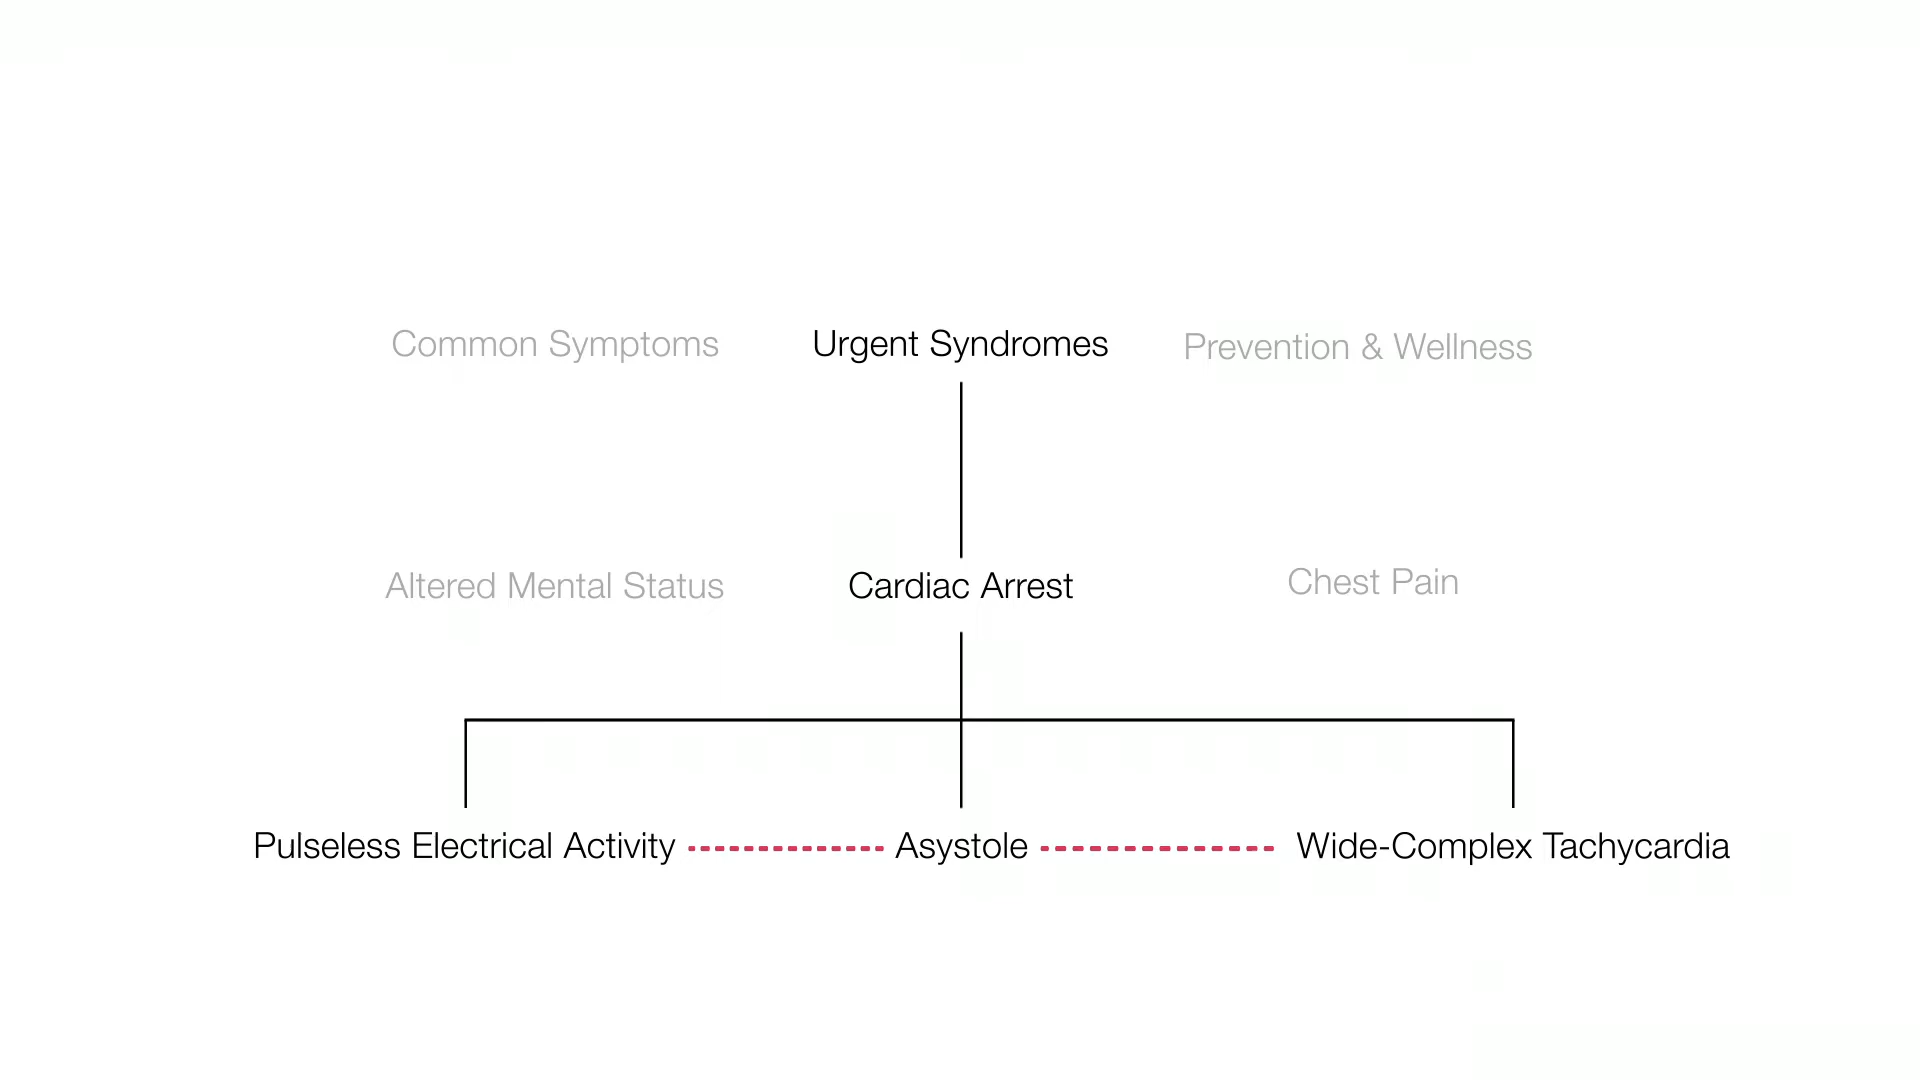 Common Symptoms
Urgent Syndromes
Prevention & Wellness
Altered Mental Status
Cardiac Arrest
Chest Pain
Pulseless Electrical Activity
Asystole
Wide-Complex Tachycardia